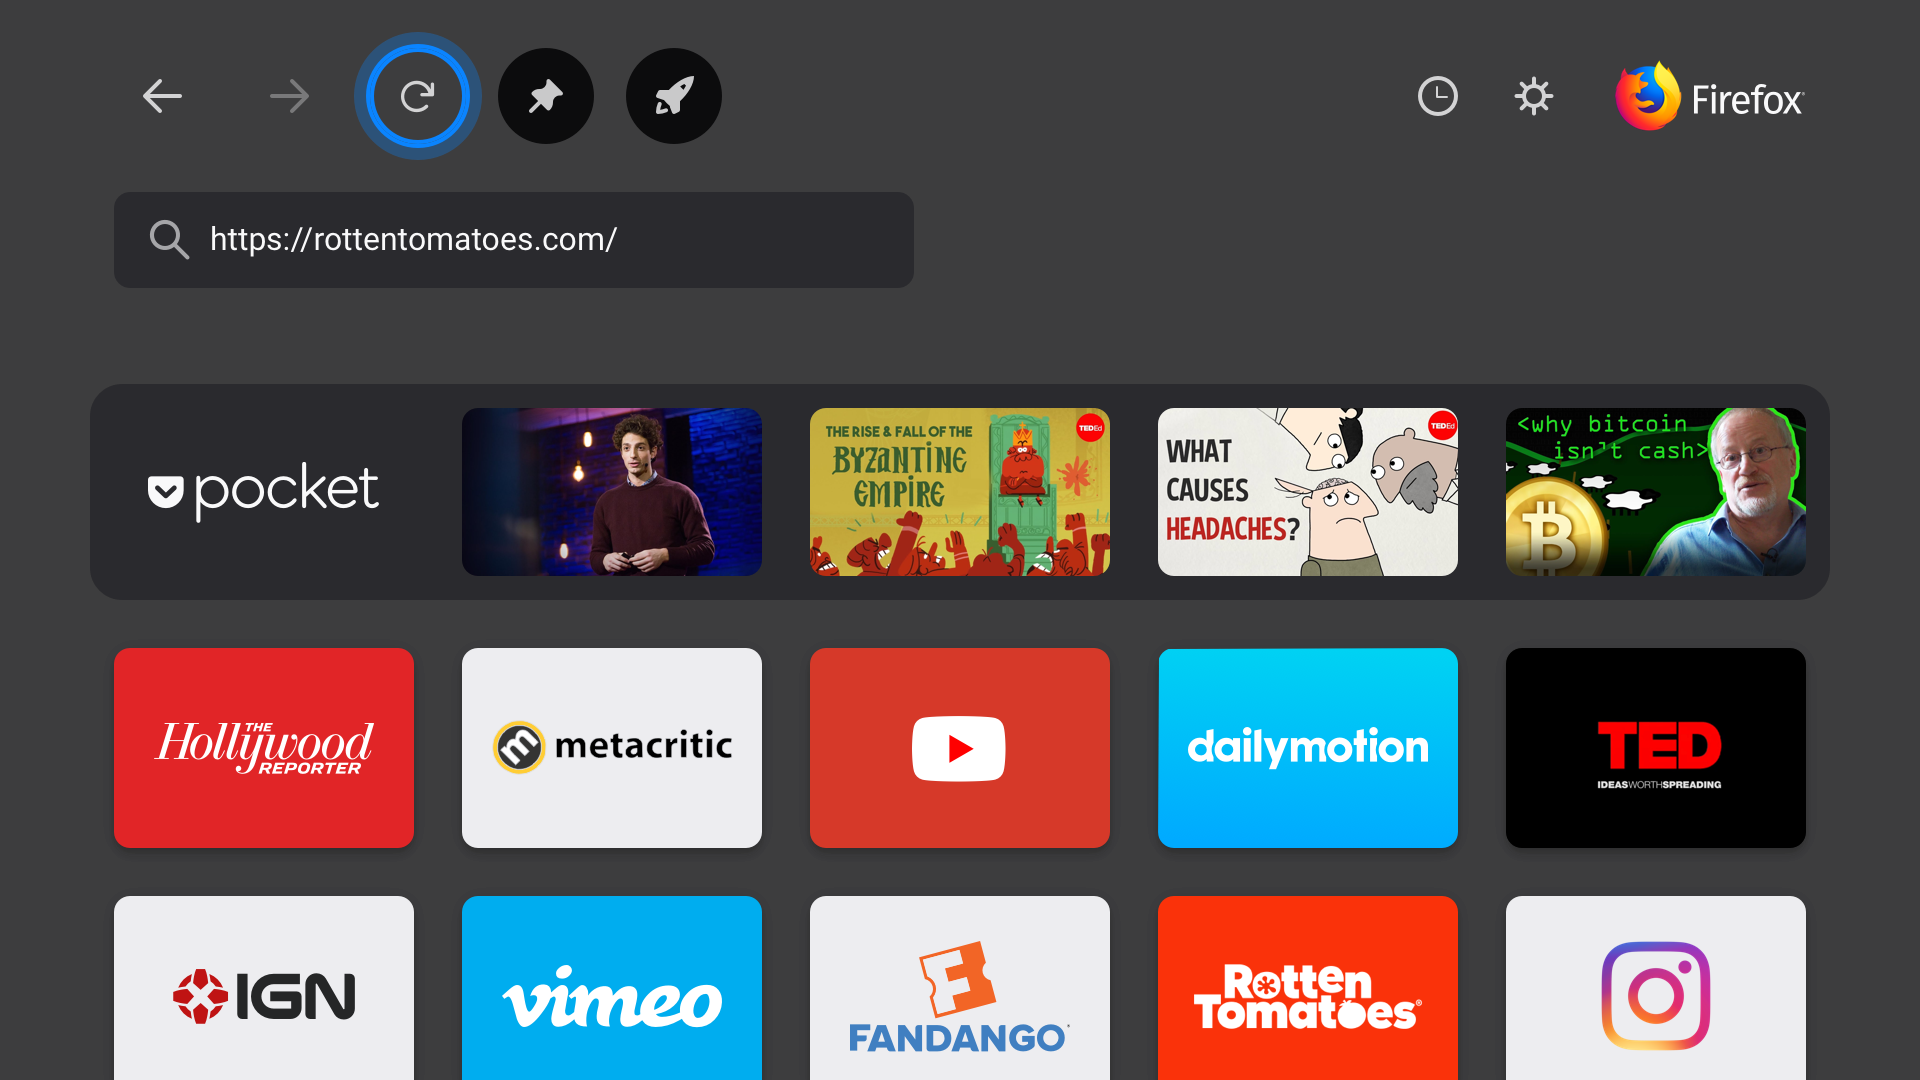 Firefox
https://rottentomatoes.com/
pocket
THE RISE & FALL OF THE
BYZANTINE
EMPIRE
TEDEd
WHAT
CAUSES
HEADACHES?
TEDEd
<why bitcoin
isn't cash>
The
Hollywood
REPORTER
metacritic
dailymotion
TED
IDEAS WORTH SPREADING
IGN
vimeo
FANDANGO
Rotten
Tomatoes®